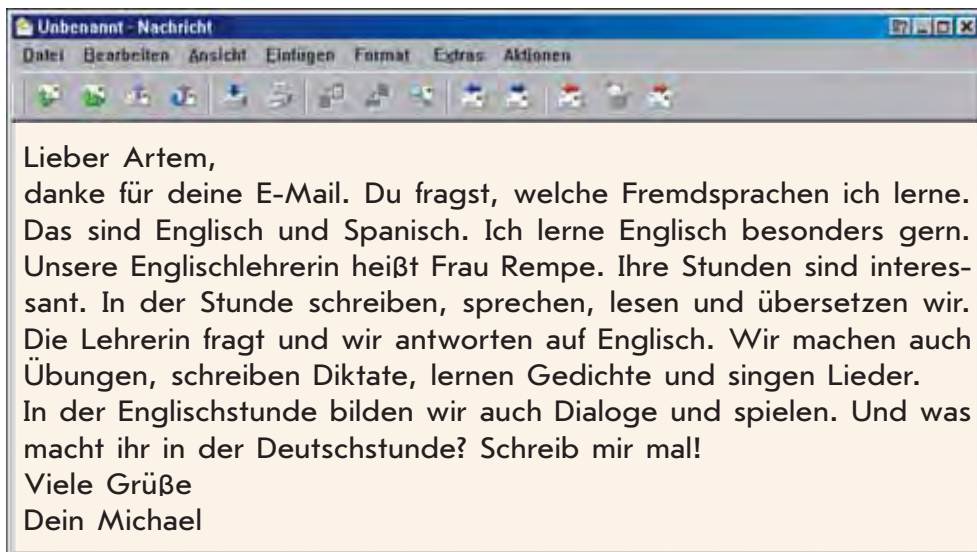 Unbenannt - Nachricht
Datei Bearbeiten Ansicht Einfügen Format Extras Aktionen
Lieber Artem,
danke für deine E-Mail. Du fragst, welche Fremdsprachen ich lerne.
Das sind Englisch und Spanisch. Ich lerne Englisch besonders gern.
Unsere Englischlehrerin heißt Frau Rempe. Ihre Stunden sind interes-
sant. In der Stunde schreiben, sprechen, lesen und übersetzen wir.
Die Lehrerin fragt und wir antworten auf Englisch. Wir machen auch
Übungen, schreiben Diktate, lernen Gedichte und singen Lieder.
In der Englischstunde bilden wir auch Dialoge und spielen. Und was
macht ihr in der Deutschstunde? Schreib mir mal!
Viele Grüße
Dein Michael